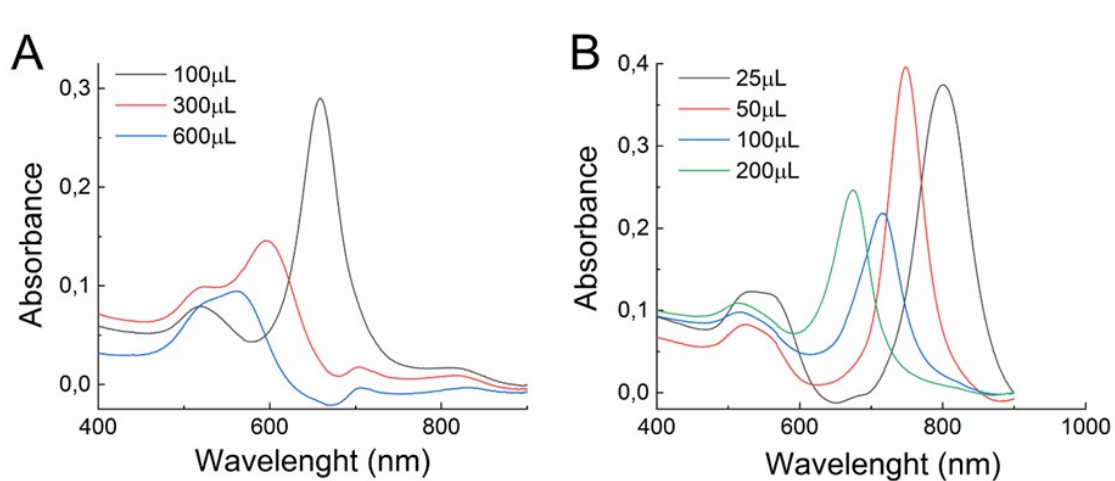 A
100μL
300μL
600μL
0,3
0,2
0,1
0,0
Absorbance
400 600 800
Wavelenght (nm)
B
25μL
50μL
100μL
200μL
0,4
0,3
0,2
0,1
0,0
Absorbance
400 600 800 1000
Wavelenght (nm)